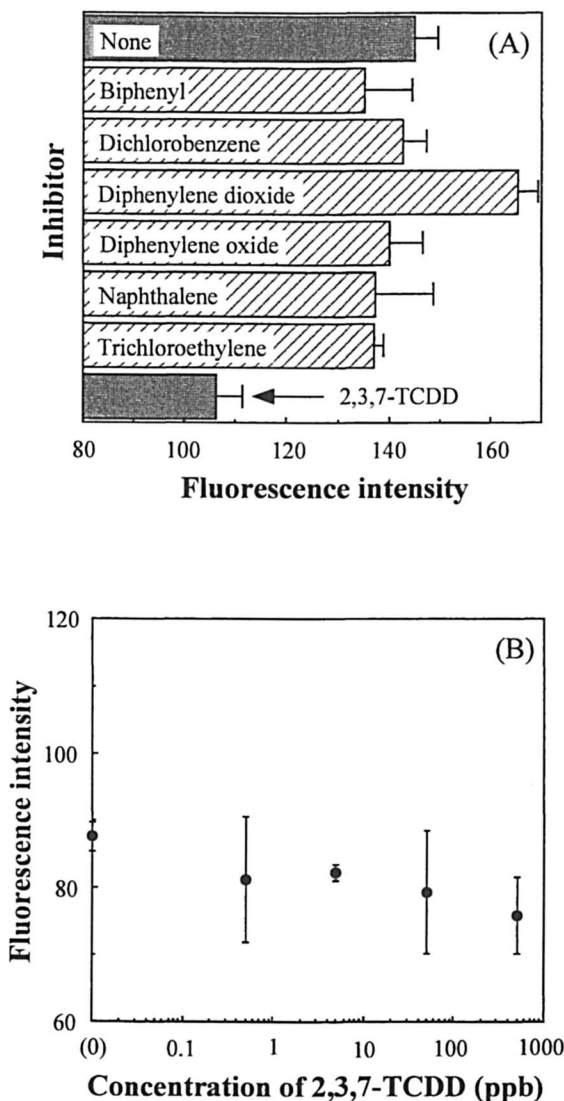 (A)
None
Biphenyl
Dichlorobenzene
Diphenylene dioxide
Diphenylene oxide
Naphthalene
Trichloroethylene
2,3,7-TCDD
Inhibitor
80 100 120 140 160
Fluorescence intensity
(B)
120
100
80
60
Fluorescence intensity
(0) 0.1 1 10 100 1000
Concentration of 2,3,7-TCDD (ppb)